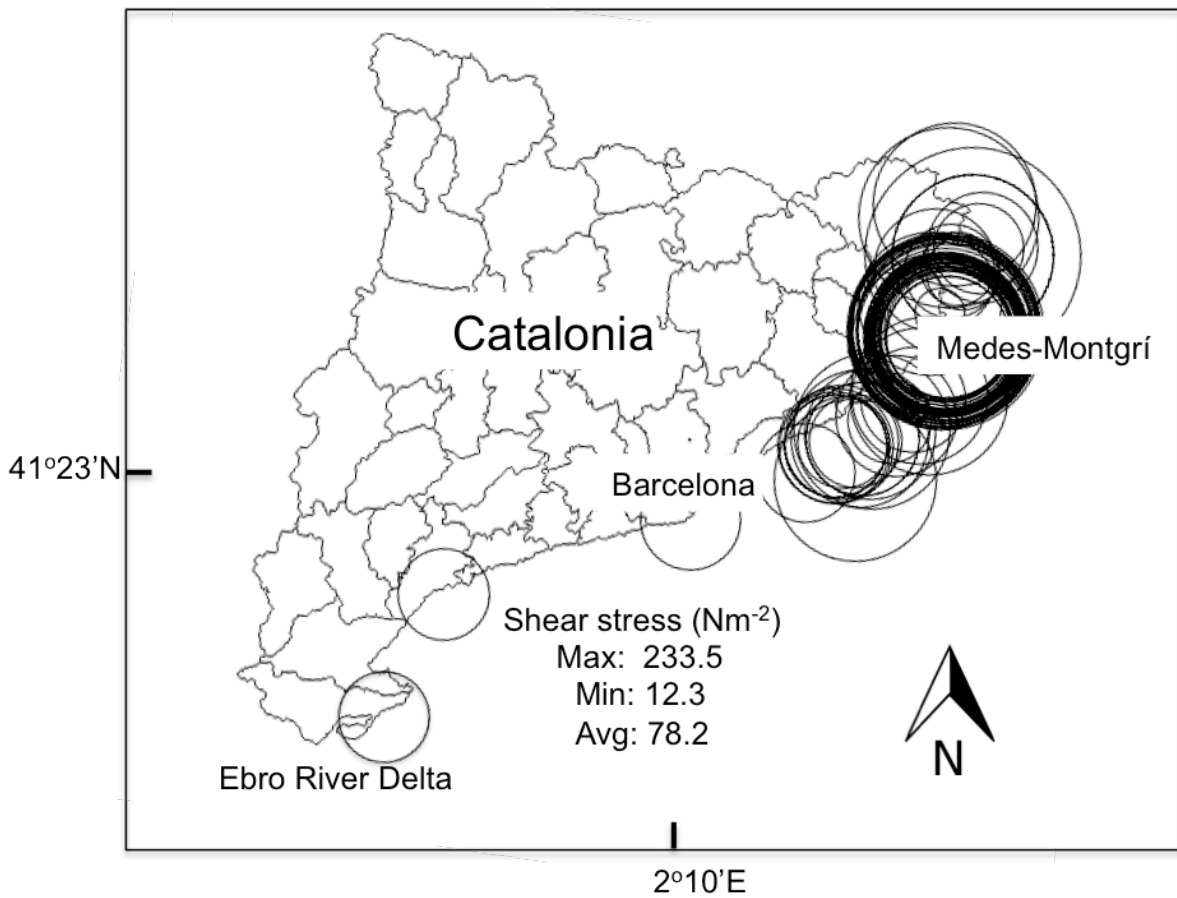 Catalonia
Medes-Montgrí
41°23’N
Barcelona
Shear stress (Nm⁻²)
Max: 233.5
Min: 12.3
Avg: 78.2
Ebro River Delta
N
2°10’E